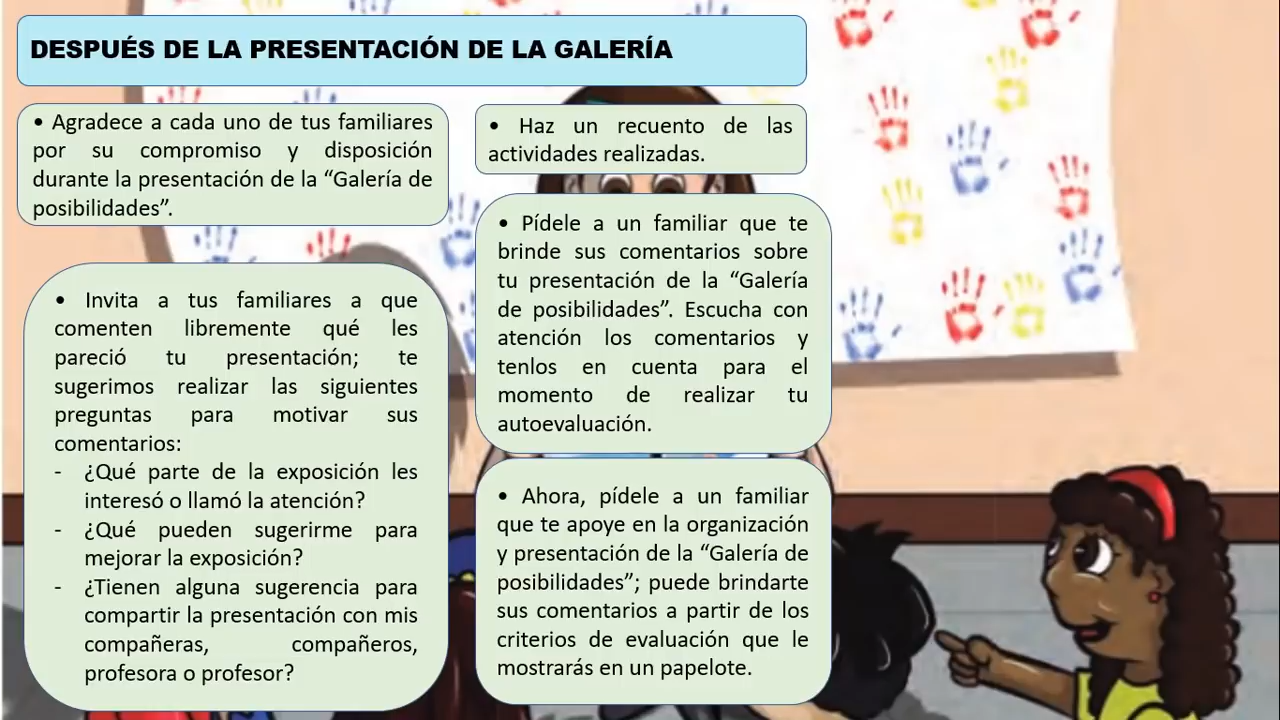 DESPUÉS DE LA PRESENTACIÓN DE LA GALERÍA
• Agradece a cada uno de tus familiares
por su compromiso y disposición
durante la presentación de la “Galería de
posibilidades”.
• Invita a tus familiares a que
comenten libremente qué les
pareció tu presentación; te
sugerimos realizar las siguientes
preguntas para motivar sus
comentarios:
- ¿Qué parte de la exposición les
interesó o llamó la atención?
- ¿Qué pueden sugerirme para
mejorar la exposición?
- ¿Tienen alguna sugerencia para
compartir la presentación con mis
compañeras, compañeros,
profesora o profesor?
• Haz un recuento de las
actividades realizadas.
• Pídele a un familiar que te
brinde sus comentarios sobre
tu presentación de la “Galería
de posibilidades”. Escucha con
atención los comentarios y
tenlos en cuenta para el
momento de realizar tu
autoevaluación.
• Ahora, pídele a un familiar
que te apoye en la organización
y presentación de la “Galería de
posibilidades”; puede brindarte
sus comentarios a partir de los
criterios de evaluación que le
mostrarás en un papelote.